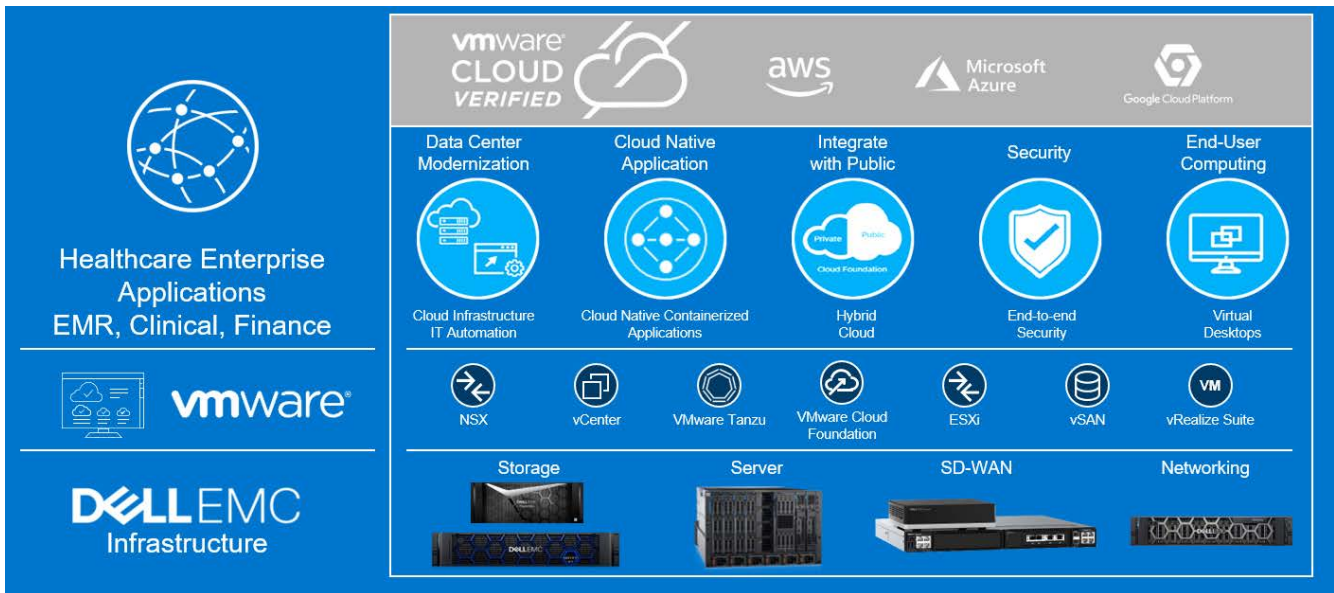 vmware®
CLOUD
VERIFIED
aws
Microsoft
Azure
Google Cloud Platform
Healthcare Enterprise
Applications
EMR, Clinical, Finance
Data Center
Modernization
Cloud Native
Application
Integrate
with Public
Security
End-User
Computing
Private
Public
Cloud Foundation
Cloud Infrastructure
IT Automation
Cloud Native Containerized
Applications
Hybrid
Cloud
End-to-end
Security
Virtual
Desktops
vmware®
NSX
vCenter
VMware Tanzu
VMware Cloud
Foundation
ESXi
vSAN
VM
vRealize Suite
DELLEMC
Infrastructure
Storage
Server
SD-WAN
Networking
DELLEMC